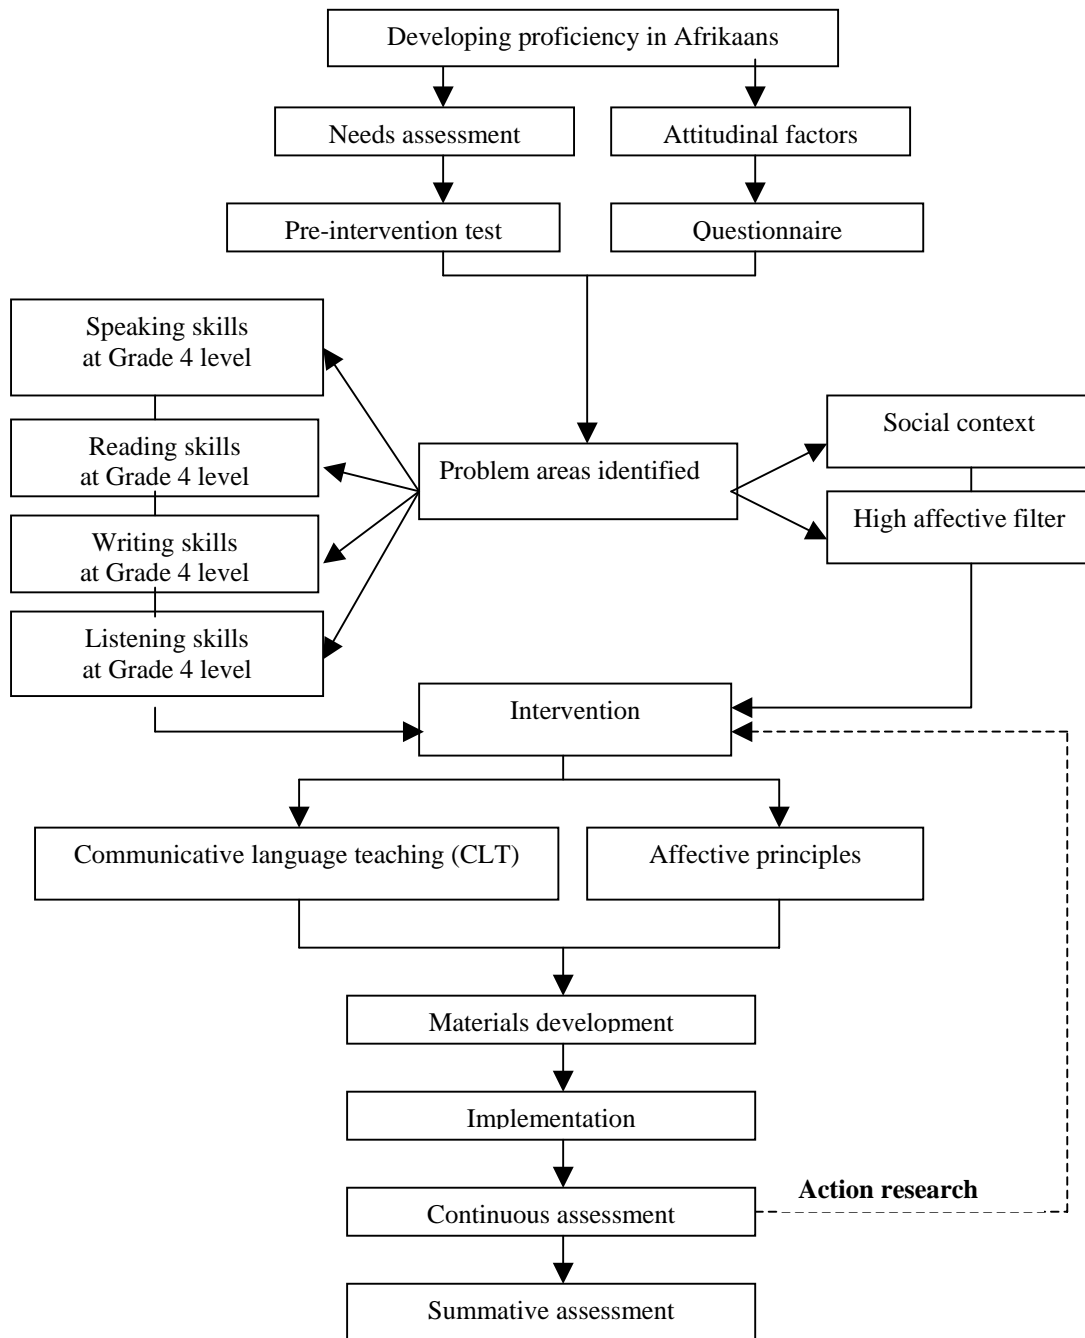 Developing proficiency in Afrikaans
Needs assessment
Attitudinal factors
Pre-intervention test
Questionnaire
Speaking skills
at Grade 4 level
Reading skills
at Grade 4 level
Writing skills
at Grade 4 level
Listening skills
at Grade 4 level
Problem areas identified
Social context
High affective filter
Intervention
Communicative language teaching (CLT)
Affective principles
Materials development
Implementation
Continuous assessment
Action research
Summative assessment